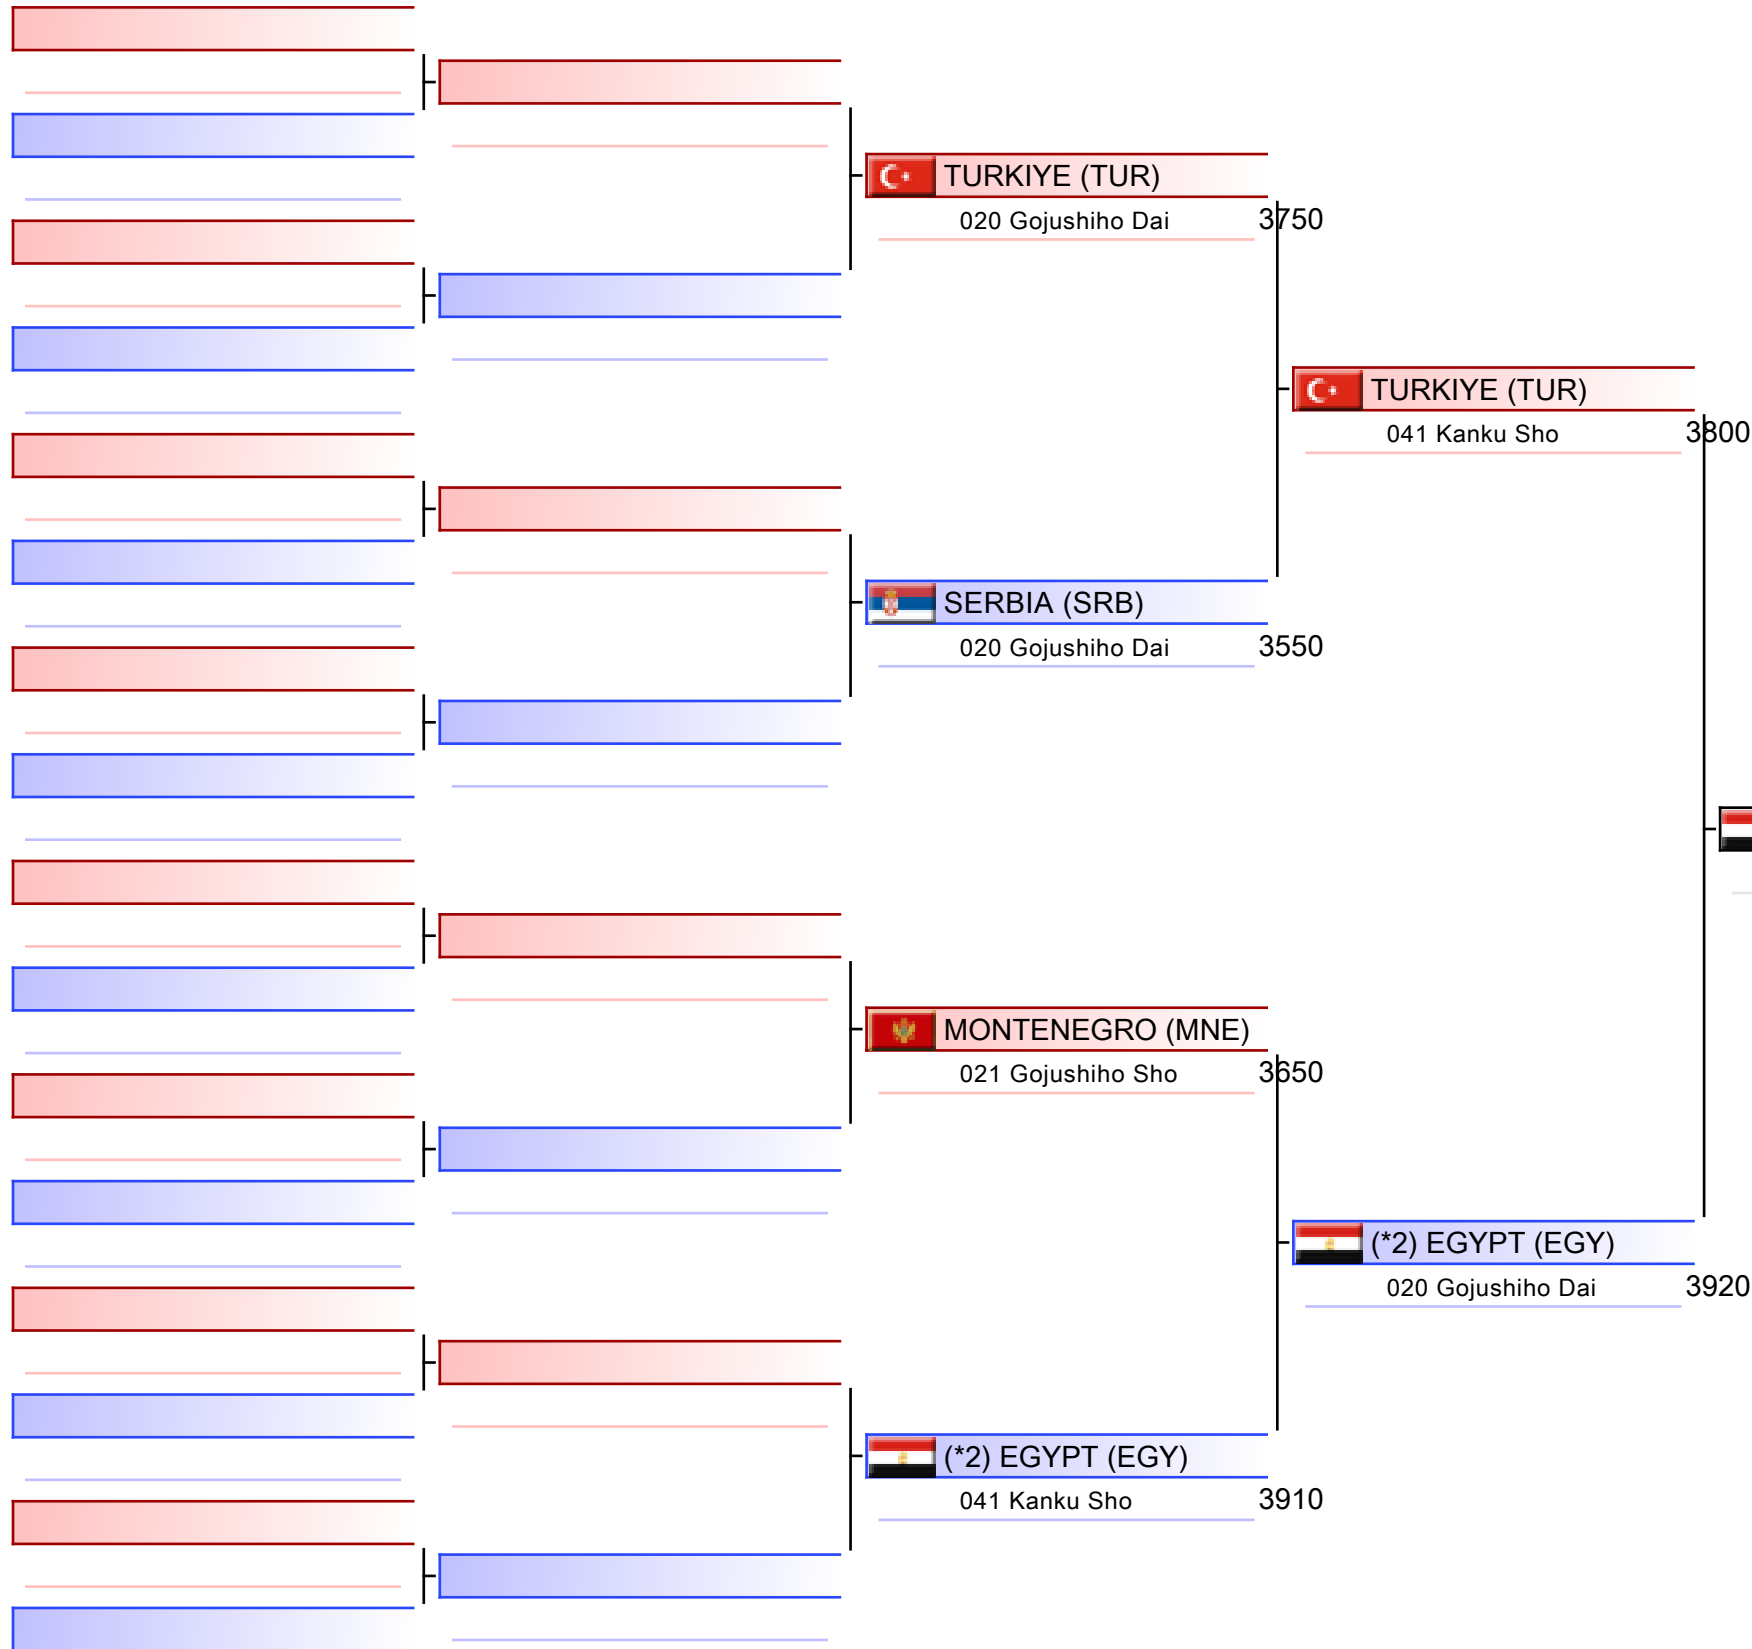 TURKIYE (TUR)
020 Gojushiho Dai 3750
TURKIYE (TUR)
041 Kanku Sho 3800
SERBIA (SRB)
020 Gojushiho Dai 3550
MONTENEGRO (MNE)
021 Gojushiho Sho 3650
(*2) EGYPT (EGY)
020 Gojushiho Dai 3920
(*2) EGYPT (EGY)
041 Kanku Sho 3910